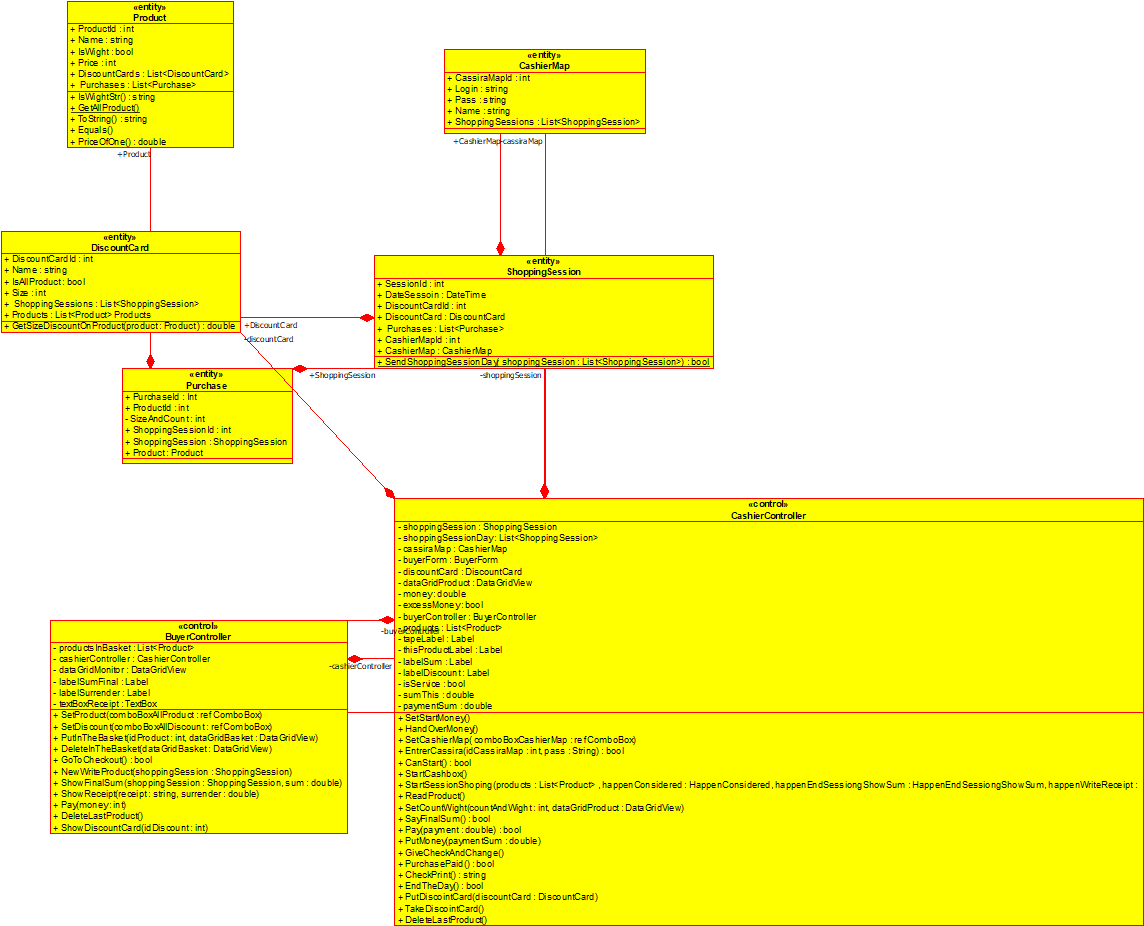 «entity»
Product
+ ProductId : int
+ Name : string
+ IsWight : bool
+ Price : int
+ DiscountCards : List<DiscountCard>
+ Purchases : List<Purchase>
+ IsWightStr() : string
+ GetAllProduct()
+ ToString() : string
+ Equals()
+ PriceOfOne() : double
+Product
«entity»
CashierMap
+ CassiraMapId : int
+ Login : string
+ Pass : string
+ Name : string
+ ShoppingSessions : List<ShoppingSession>
+CashierMap
-cassiraMap
«entity»
DiscountCard
+ DiscountCardId : int
+ Name : string
+ IsAllProduct : bool
+ Size : int
+ ShoppingSessions : List<ShoppingSession>
+ Products : List<Product> Products
+ GetSizeDiscountOnProduct(product : Product) : double
+DiscountCard
-discountCard
«entity»
ShoppingSession
+ SessionId : int
+ DateSessoin : DateTime
+ DiscountCardId : int
+ DiscountCard : DiscountCard
+ Purchases : List<Purchase>
+ CashierMapId : int
+ CashierMap : CashierMap
+ SendShoppingSessionDay( shoppingSession : List<ShoppingSession>) : bool
+ShoppingSession
-shoppingSession
«entity»
Purchase
+ PurchaseId : Int
+ ProductId : int
- SizeAndCount : int
+ ShoppingSessionId : int
+ ShoppingSession : ShoppingSession
+ Product : Product
«control»
CashierController
- shoppingSession : ShoppingSession
- shoppingSessionDay: List<ShoppingSession>
- cassiraMap : CashierMap
- buyerForm : BuyerForm
- discountCard : DiscountCard
- dataGridProduct : DataGridView
- money: double
- excessMoney: bool
- buyerController : BuyerController
- products : List<Product>
- tapeLabel : Label
- thisProductLabel : Label
- labelSum : Label
- labelDiscount : Label
- isService : bool
- sumThis : double
- paymentSum : double
+ SetStartMoney()
+ HandOverMoney()
+ SetCashierMap( comboBoxCashierMap : ref ComboBox)
+ EntrerCassira(idCassiraMap : int, pass : String) : bool
+ CanStart() : bool
+ StartCashbox()
+ StartSessionShoping(products : List<Product> , happenConsidered : HappenConsidered, happenEndSessiongShowSum : HappenEndSessiongShowSum, happenWriteReceipt :
+ ReadProduct()
+ SetCountWight(countAndWight : int, dataGridProduct : DataGridView)
+ SayFinalSum() : bool
+ Pay(payment : double) : bool
+ PutMoney(paymentSum : double)
+ GiveCheckAndChange()
+ PurchasePaid() : bool
+ CheckPrint() : string
+ EndTheDay() : bool
+ PutDiscointCard(discountCard : DiscountCard)
+ TakeDiscointCard()
+ DeleteLastProduct()
-buyerController
-cashierController
«control»
BuyerController
- productsInBasket : List<Product>
- cashierController : CashierController
- dataGridMonitor : DataGridView
- labelSumFinal : Label
- labelSurrender : Label
- textBoxReceipt : TextBox
+ SetProduct(comboBoxAllProduct : ref ComboBox)
+ SetDiscount(comboBoxAllDiscount : ref ComboBox)
+ PutInTheBasket(idProduct : int, dataGridBasket : DataGridView)
+ DeleteInTheBasket(dataGridBasket : DataGridView)
+ GoToCheckout() : bool
+ NewWriteProduct(shoppingSession : ShoppingSession)
+ ShowFinalSum(shoppingSession : ShoppingSession, sum : double)
+ ShowReceipt(receipt : string, surrender : double)
+ Pay(money: int)
+ DeleteLastProduct()
+ ShowDiscountCard(idDiscount : int)